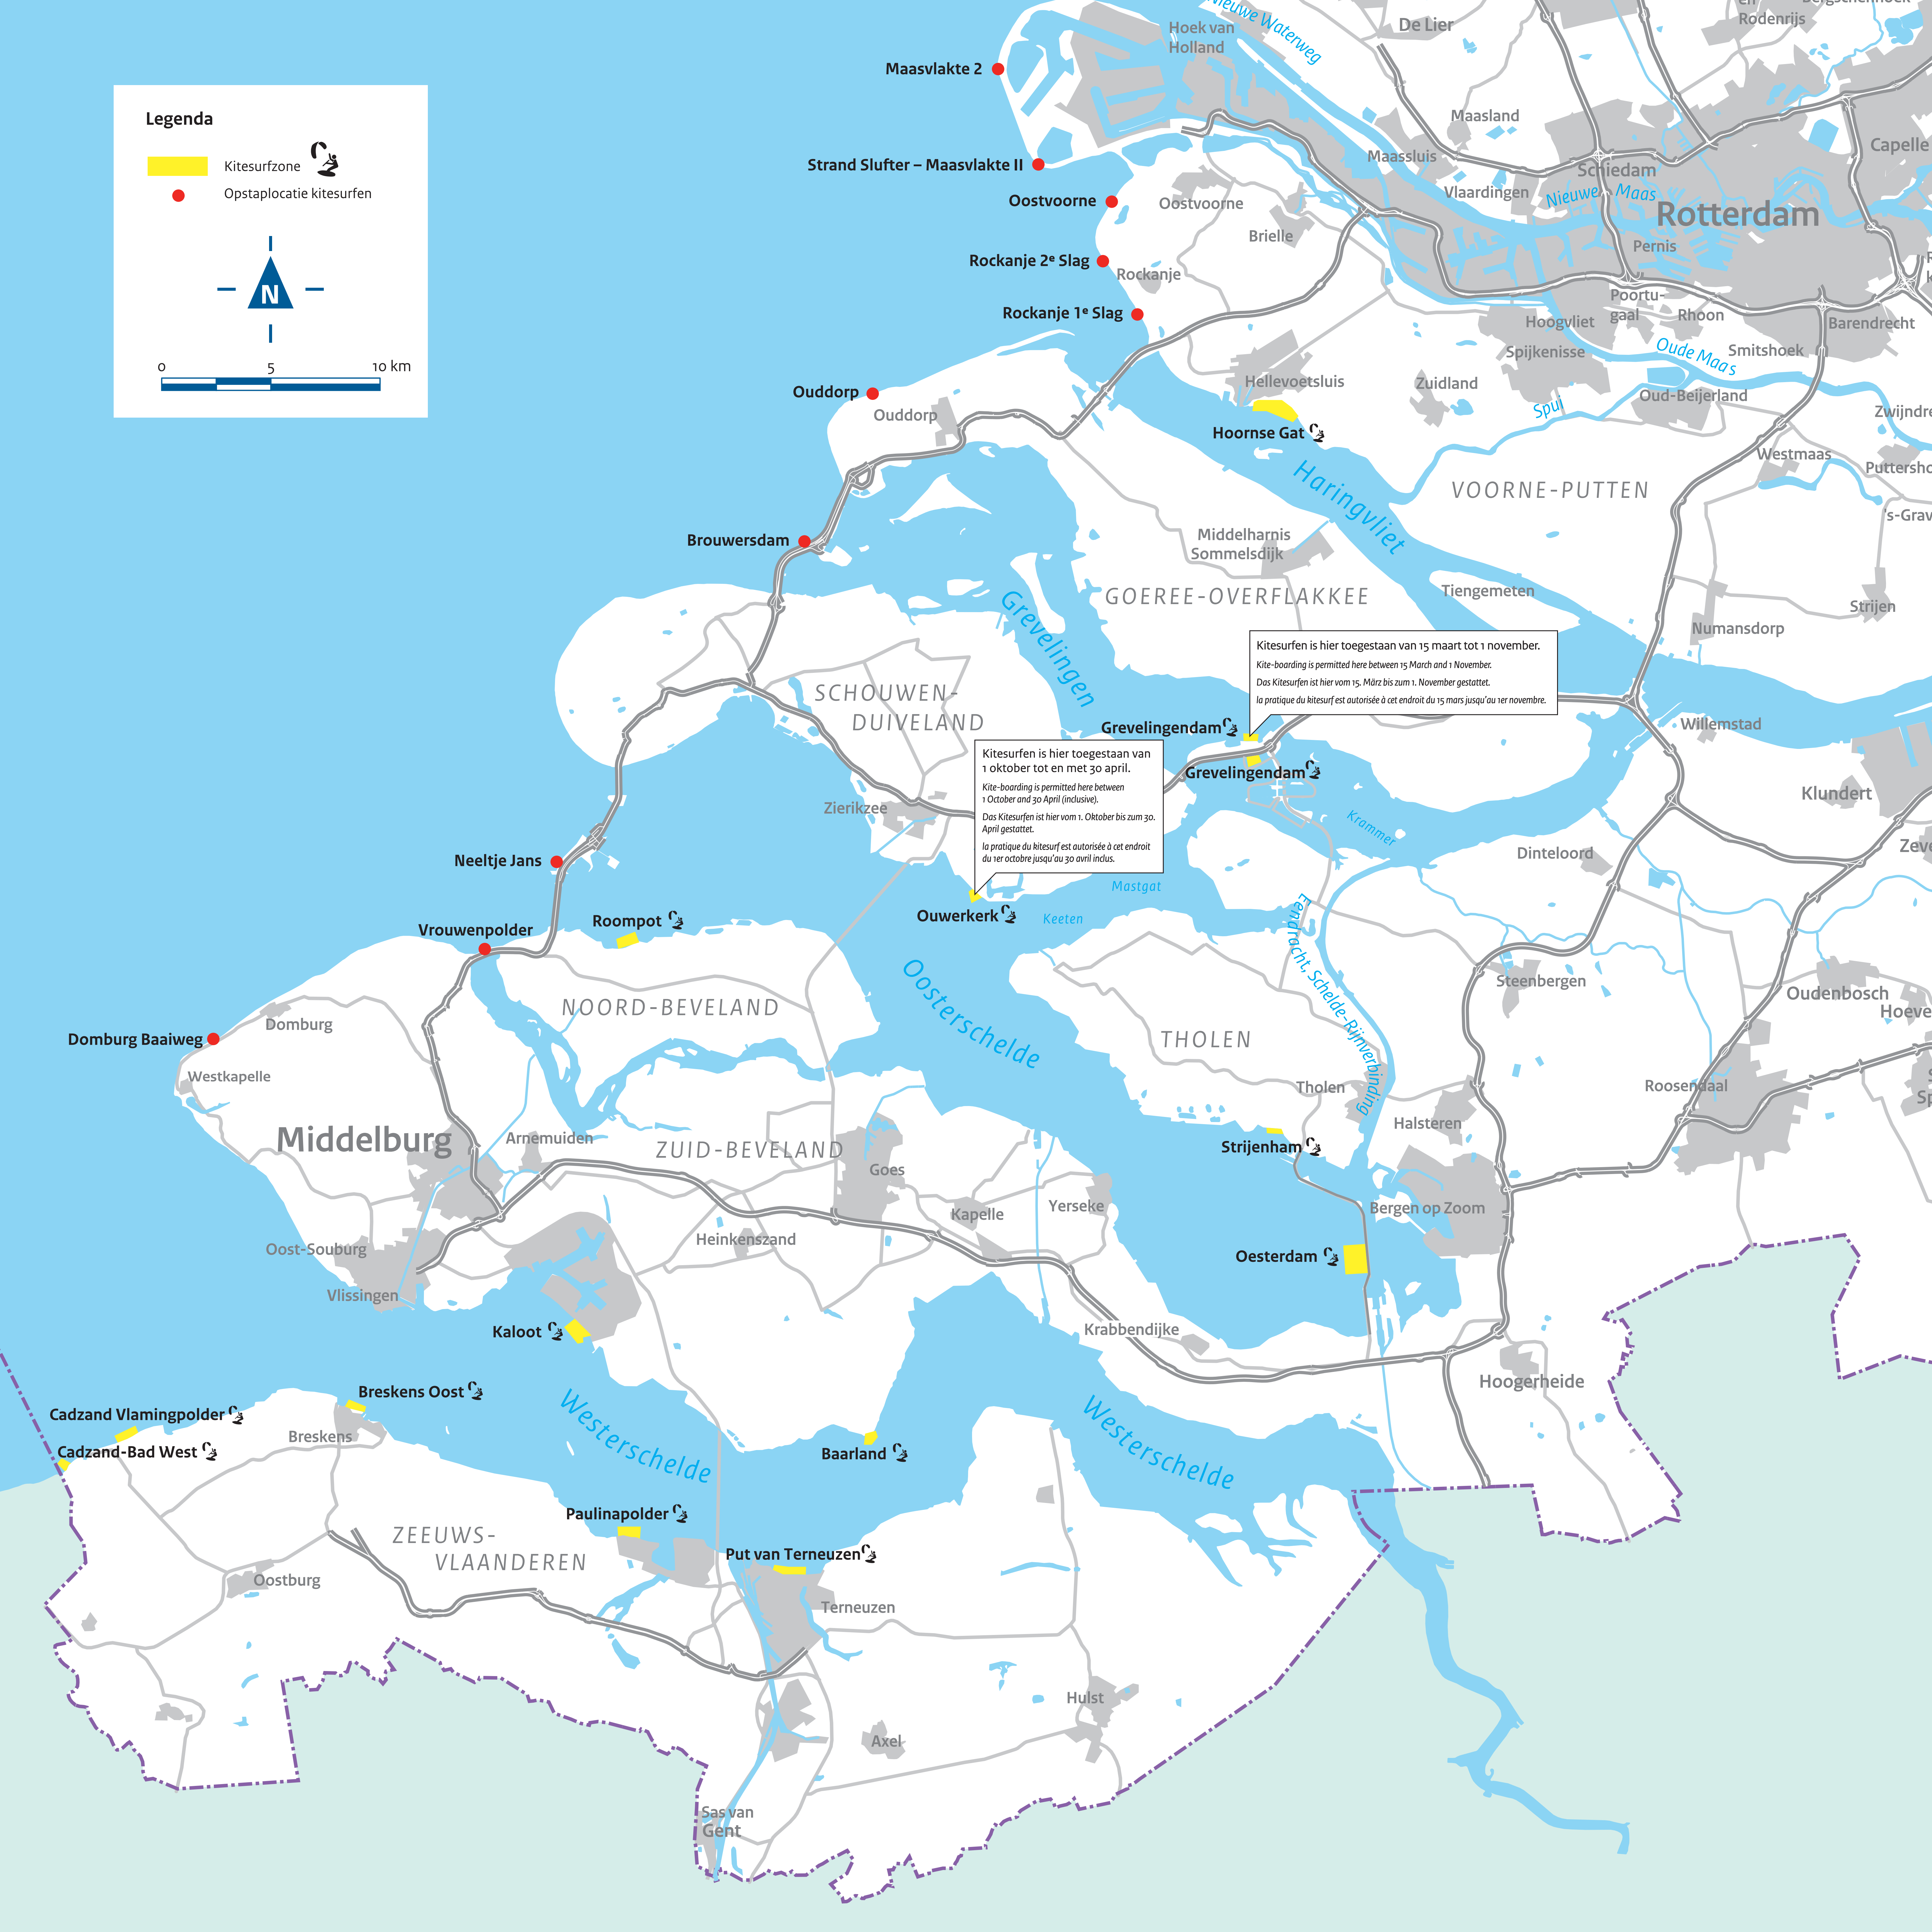 Legenda
Kitesurfzone
Opstaplocatie kitesurfen
N
0 5 10 km
Nieuwe Waterweg
Hoek van
Holland
De Lier
Rodenrijs
Maasvlakte 2
Maasland
Maassluis
Schiedam
Capelle
Vlaardingen
Nieuwe Maas
Rotterdam
Pernis
Strand Slufter – Maasvlakte II
Oostvoorne
Oostvoorne
Brielle
Rockanje 2e Slag
Rockanje
Rockanje 1e Slag
Poortu-
gaal
Rhoon
Hoogvliet
Barendrecht
Spijkenisse
Oude Maas
Smitshoek
Hellevoetsluis
Zuidland
Oud-Beijerland
Spui
Zwijndre
Ouddorp
Ouddorp
Hoornse Gat
Westmaas
Puttersho
Haringvliet
VOORNE-PUTTEN
's-Grav
Brouwersdam
Middelharnis
Sommelsdijk
GOEREE-OVERFLAKKEE
Tiengemeten
Strijen
Numansdorp
Grevelingen
Kitesurfen is hier toegestaan van 15 maart tot 1 november.
Kite-boarding is permitted here between 15 March and 1 November.
Das Kitesurfen ist hier vom 15. März bis zum 1. November gestattet.
la pratique du kitesurf est autorisée à cet endroit du 15 mars jusqu'au 1er novembre.
SCHOUWEN-
DUIVELAND
Grevelingendam
Willemstad
Kitesurfen is hier toegestaan van
1 oktober tot en met 30 april.
Kite-boarding is permitted here between
1 October and 30 April (inclusive).
Das Kitesurfen ist hier vom 1. Oktober bis zum 30.
April gestattet.
la pratique du kitesurf est autorisée à cet endroit
du 1er octobre jusqu'au 30 avril inclus.
Grevelingendam
Klundert
Zierikzee
Krammer
Dinteloord
Zeve
Neeltje Jans
Mastgat
Ouwerkerk
Keeten
Roompot
Vrouwenpolder
Eendracht, Schelde-Rijnverbinding
Steenbergen
Oudenbosch
Hoeve
Oosterschelde
NOORD-BEVELAND
Domburg
Domburg Baaiweg
THOLEN
Westkapelle
Tholen
Roosendaal
Halsteren
Middelburg
Arnemuiden
ZUID-BEVELAND
Strijenham
Goes
Yerseke
Kapelle
Bergen op Zoom
Oost-Souburg
Heinkenszand
Oesterdam
Vlissingen
Kaloot
Krabbendijke
Hoogerheide
Breskens Oost
Cadzand Vlamingpolder
Breskens
Cadzand-Bad West
Westerschelde
Westerschelde
Baarland
Paulinapolder
ZEEUWS-
VLAANDEREN
Put van Terneuzen
Oostburg
Terneuzen
Hulst
Axel
Sas van
Gent